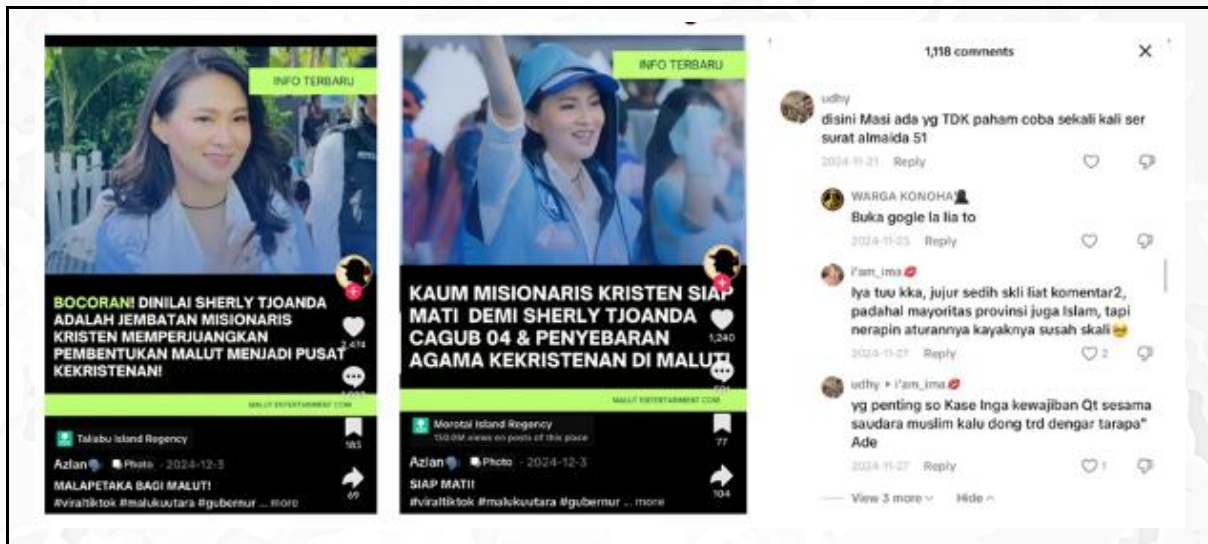 INFO TERBARU
BOCORAN! DINILAI SHERLY TJOANDA
ADALAH JEMBATAN MISIONARIS
KRISTEN MEMPERJUANGKAN
PEMBENTUKAN MALUT MENJADI PUSAT
KEKRISTENAN!
2,474
MALUT ENTERTAINMENT.COM
Taliabu Island Regency
185
Azlan Photo · 2024-12-3
MALAPETAKA BAGI MALUT!
#viraltiktok #malukuutara #gubernur ... more
69
INFO TERBARU
KAUM MISIONARIS KRISTEN SIAP
MATI DEMI SHERLY TJOANDA
CAGUB 04 & PENYEBARAN
AGAMA KEKRISTENAN DI MALUT!
1,240
MALUT ENTERTAINMENT.COM
Morotai Island Regency
views on posts of this place
77
Azlan Photo · 2024-12-3
SIAP MATI!
#viraltiktok #malukuutara #gubernur ... more
104
1,118 comments
udhy
disini Masi ada yg TDK paham coba sekali kali ser
surat almaida 51
2024-11-21 Reply
WARGA KONOHA
Buka gogle la lia to
2024-11-25 Reply
i'am_ima
Iya tuu kka, jujur sedih skli liat komentar2,
padahal mayoritas provinsi juga Islam, tapi
nerapin aturannya kayaknya susah skali
2024-11-27 Reply 2
udhy ▸ i'am_ima
yg penting so Kase Inga kewajiban Qt sesama
saudara muslim kalu dong trd dengar tarapa"
Ade
2024-11-27 Reply 1
View 3 more Hide